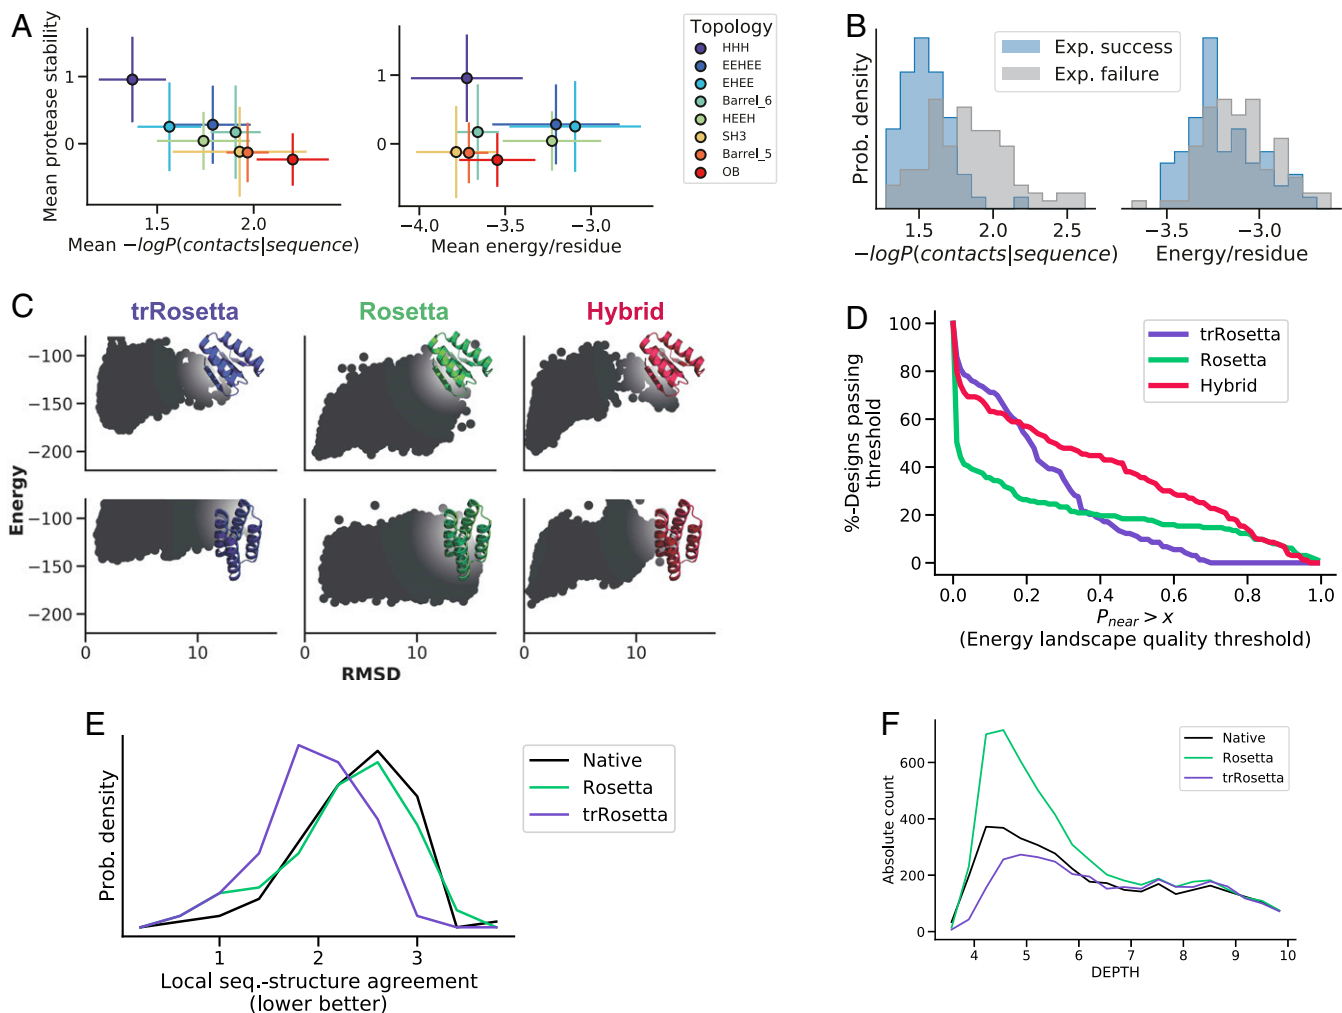 A
Mean protease stability
1
0
1.5
2.0
Mean −logP(contacts|sequence)
−4.0
−3.5
−3.0
1
0
Mean energy/residue
Topology
HHH
EEHEE
EHEE
Barrel_6
HEEH
SH3
Barrel_5
OB
B
Prob. density
Exp. success
Exp. failure
1.5
2.0
2.5
−logP(contacts|sequence)
−3.5
−3.0
Energy/residue
C
trRosetta
Rosetta
Hybrid
Energy
−100
−150
−200
−100
−150
−200
0
10
0
10
0
10
RMSD
D
%-Designs passing
threshold
100
80
60
40
20
0
trRosetta
Rosetta
Hybrid
0.0
0.2
0.4
0.6
0.8
1.0
Pnear > x
(Energy landscape quality threshold)
E
Prob. density
Native
Rosetta
trRosetta
1
2
3
Local seq.-structure agreement
(lower better)
F
Absolute count
600
400
200
0
Native
Rosetta
trRosetta
4
5
6
7
8
9
10
DEPTH